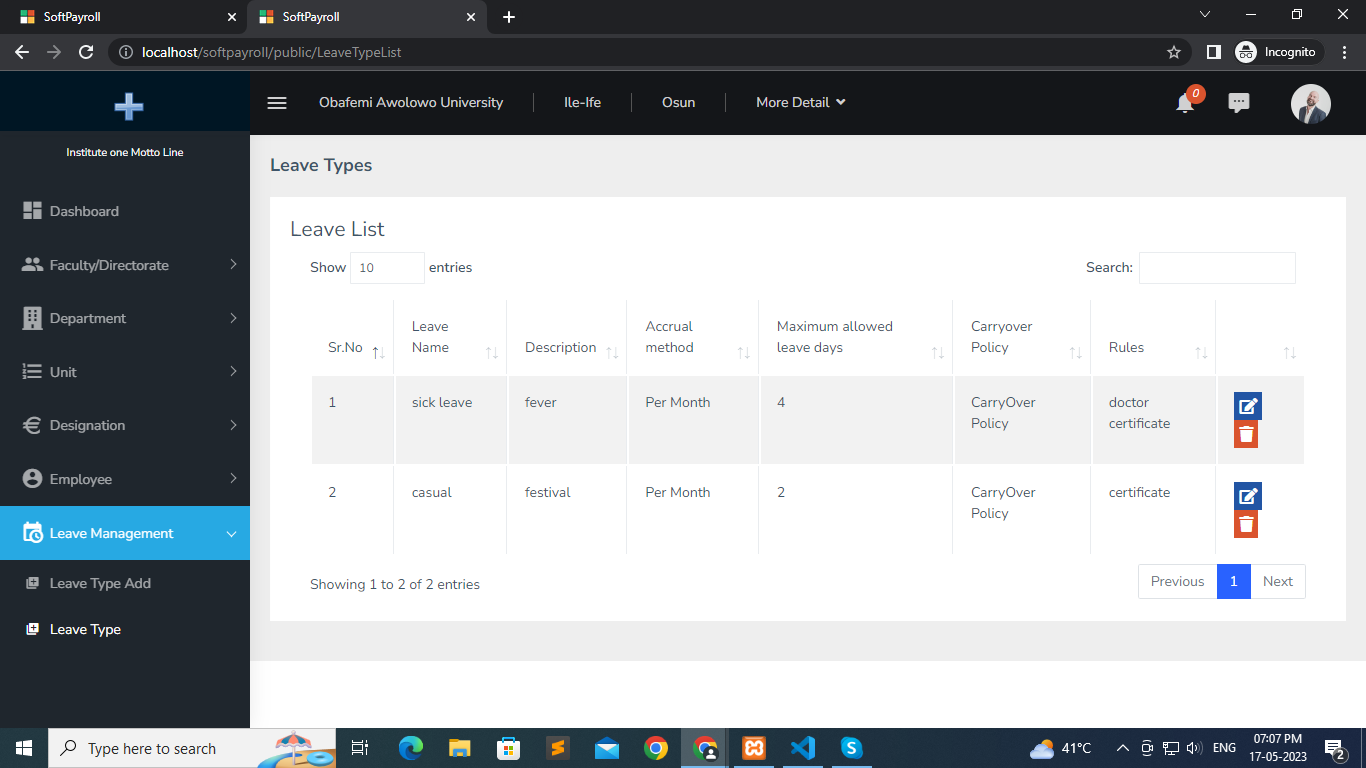 SoftPayroll
SoftPayroll
localhost/softpayroll/public/LeaveTypeList
Incognito
Institute one Motto Line
Obafemi Awolowo University
Ile-Ife
Osun
More Detail
0
Dashboard
Faculty/Directorate
Department
Unit
Designation
Employee
Leave Management
Leave Type Add
Leave Type
Leave Types
Leave List
Show 10 entries
Search:
Sr.No
Leave
Name
Description
Accrual
method
Maximum allowed
leave days
Carryover
Policy
Rules
1
sick leave
fever
Per Month
4
CarryOver
Policy
doctor
certificate
2
casual
festival
Per Month
2
CarryOver
Policy
certificate
Showing 1 to 2 of 2 entries
Previous
1
Next
Type here to search
41°C
ENG
07:07 PM
17-05-2023
2